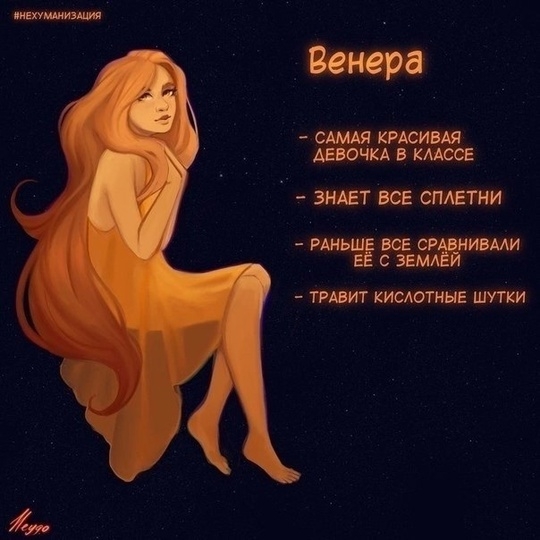 #НЕХУМАНИЗАЦИЯ
Венера
- САМАЯ КРАСИВАЯ
ДЕВОЧКА В КЛАССЕ
- ЗНАЕТ ВСЕ СПЛЕТНИ
- РАНЬШЕ ВСЕ СРАВНИВАЛИ
ЕЁ С ЗЕМЛЁЙ
- ТРАВИТ КИСЛОТНЫЕ ШУТКИ